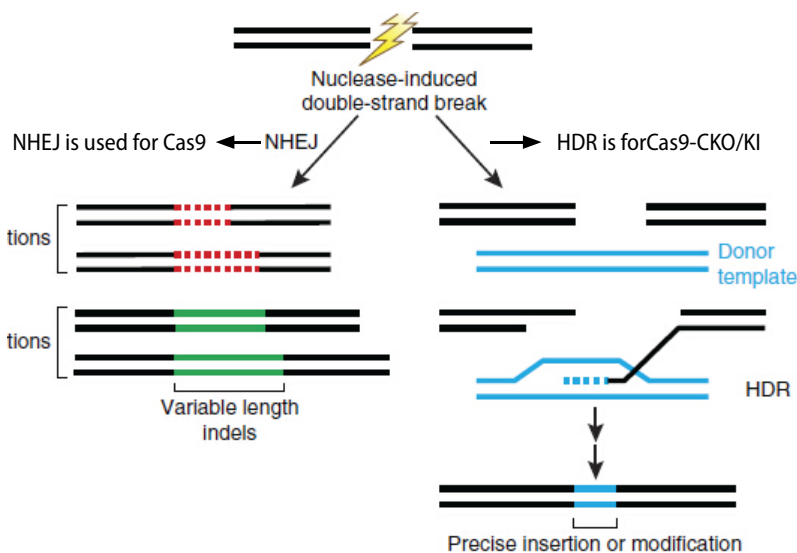 Nuclease-induced
double-strand break
NHEJ is used for Cas9
NHEJ
HDR is forCas9-CKO/KI
tions
tions
Variable length
indels
Donor
template
HDR
Precise insertion or modification